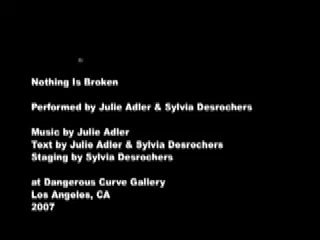 Nothing Is Broken
Performed by Julie Adler & Sylvia Desrochers
Music by Julie Adler
Text by Julie Adler & Sylvia Desrochers
Staging by Sylvia Desrochers
at Dangerous Curve Gallery
Los Angeles, CA
2007